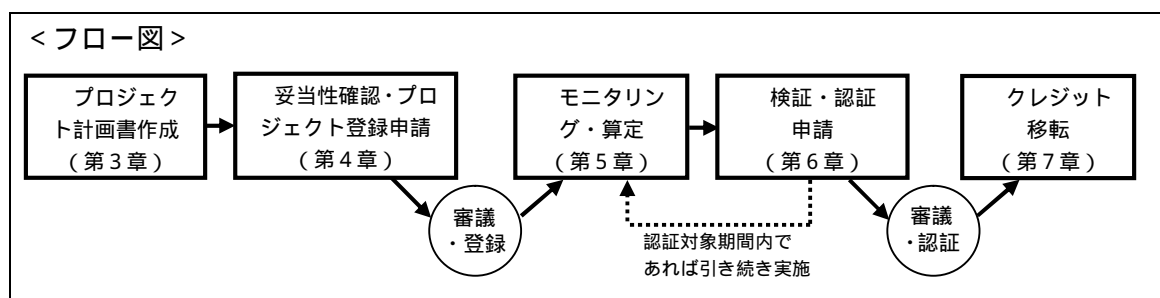 <フロー図>
プロジェク
ト計画書作成
(第3章)
妥当性確認・プロ
ジェクト登録申請
(第4章)
審議
・登録
モニタリン
グ・算定
(第5章)
検証・認証
申請
(第6章)
認証対象期間内で
あれば引き続き実施
審議
・認証
クレジット
移転
(第7章)